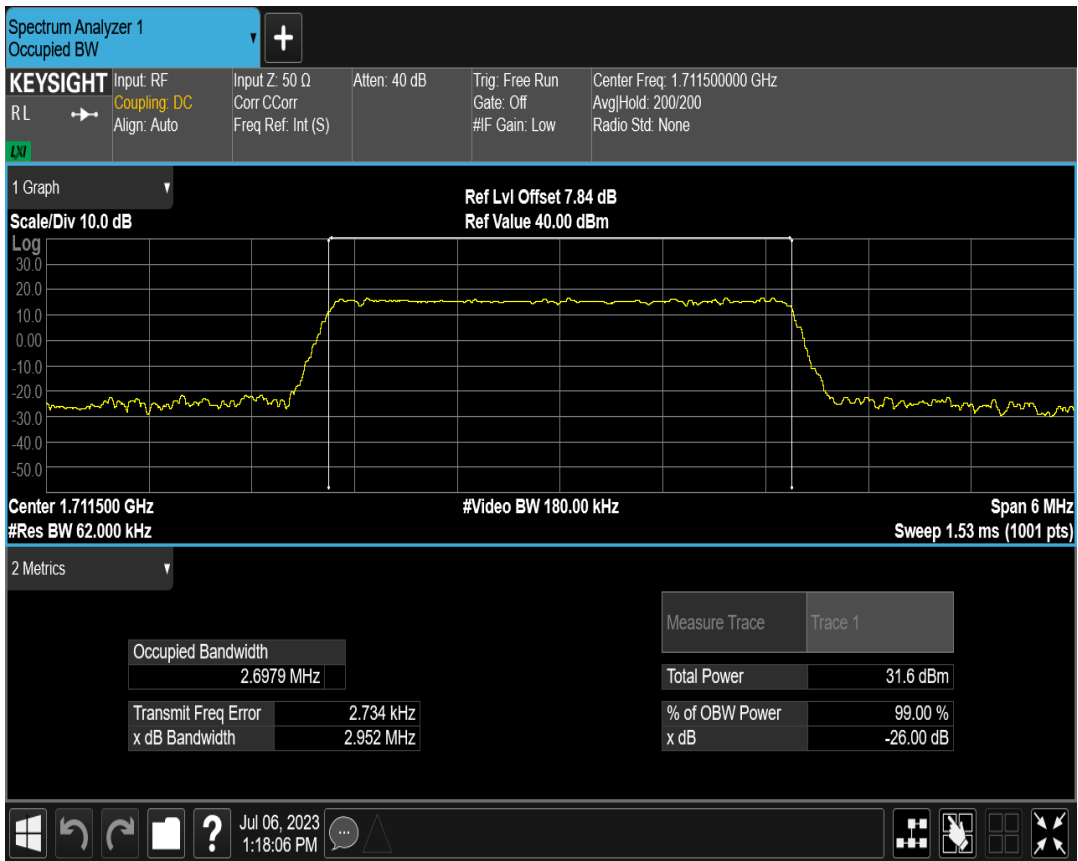 Spectrum Analyzer 1
Occupied BW
+
KEYSIGHT
R L
LXI
Input: RF
Coupling: DC
Align: Auto
Input Z: 50 Ω
Corr CCorr
Freq Ref: Int (S)
Atten: 40 dB
Trig: Free Run
Gate: Off
#IF Gain: Low
Center Freq: 1.711500000 GHz
Avg|Hold: 200/200
Radio Std: None
1 Graph
Ref Lvl Offset 7.84 dB
Scale/Div 10.0 dB
Ref Value 40.00 dBm
Log
30.0
20.0
10.0
0.00
-10.0
-20.0
-30.0
-40.0
-50.0
Center 1.711500 GHz
#Video BW 180.00 kHz
Span 6 MHz
#Res BW 62.000 kHz
Sweep 1.53 ms (1001 pts)
2 Metrics
Measure Trace Trace 1
Occupied Bandwidth
2.6979 MHz
Total Power 31.6 dBm
Transmit Freq Error 2.734 kHz
% of OBW Power 99.00 %
x dB Bandwidth 2.952 MHz
x dB -26.00 dB
?
Jul 06, 2023
1:18:06 PM